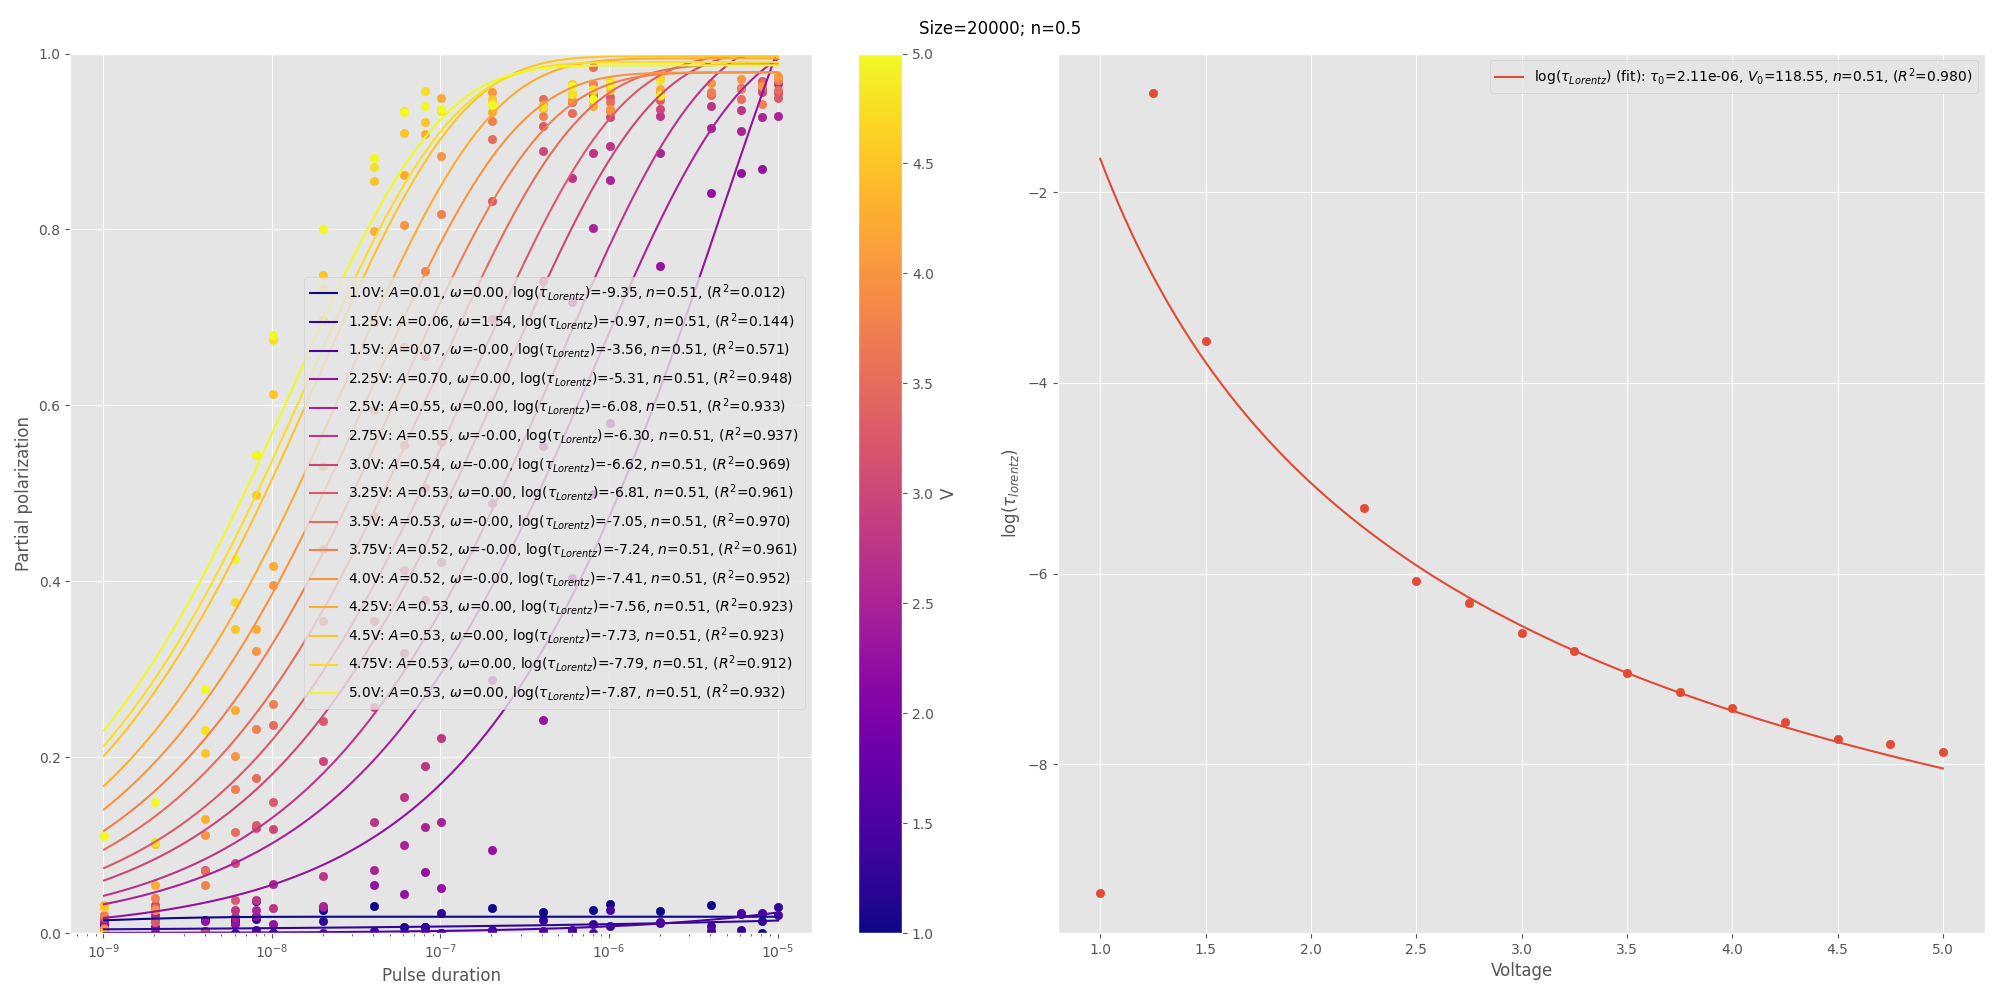 Size=20000; n=0.5
1.0
0.8
0.6
0.4
0.2
0.0
Partial polarization
1.0V: A=0.01, ω=0.00, log(τ_Lorentz)=-9.35, n=0.51, (R²=0.012)
1.25V: A=0.06, ω=1.54, log(τ_Lorentz)=-0.97, n=0.51, (R²=0.144)
1.5V: A=0.07, ω=-0.00, log(τ_Lorentz)=-3.56, n=0.51, (R²=0.571)
2.25V: A=0.70, ω=0.00, log(τ_Lorentz)=-5.31, n=0.51, (R²=0.948)
2.5V: A=0.55, ω=0.00, log(τ_Lorentz)=-6.08, n=0.51, (R²=0.933)
2.75V: A=0.55, ω=-0.00, log(τ_Lorentz)=-6.30, n=0.51, (R²=0.937)
3.0V: A=0.54, ω=-0.00, log(τ_Lorentz)=-6.62, n=0.51, (R²=0.969)
3.25V: A=0.53, ω=0.00, log(τ_Lorentz)=-6.81, n=0.51, (R²=0.961)
3.5V: A=0.53, ω=-0.00, log(τ_Lorentz)=-7.05, n=0.51, (R²=0.970)
3.75V: A=0.52, ω=-0.00, log(τ_Lorentz)=-7.24, n=0.51, (R²=0.961)
4.0V: A=0.52, ω=-0.00, log(τ_Lorentz)=-7.41, n=0.51, (R²=0.952)
4.25V: A=0.53, ω=0.00, log(τ_Lorentz)=-7.56, n=0.51, (R²=0.923)
4.5V: A=0.53, ω=0.00, log(τ_Lorentz)=-7.73, n=0.51, (R²=0.923)
4.75V: A=0.53, ω=0.00, log(τ_Lorentz)=-7.79, n=0.51, (R²=0.912)
5.0V: A=0.53, ω=0.00, log(τ_Lorentz)=-7.87, n=0.51, (R²=0.932)
10⁻⁹ 10⁻⁸ 10⁻⁷ 10⁻⁶ 10⁻⁵
Pulse duration
5.0
4.5
4.0
3.5
3.0
2.5
2.0
1.5
1.0
V
log(τ_Lorentz) (fit): τ₀=2.11e-06, V₀=118.55, n=0.51, (R²=0.980)
−2
−4
−6
−8
log(τ_lorentz)
1.0 1.5 2.0 2.5 3.0 3.5 4.0 4.5 5.0
Voltage